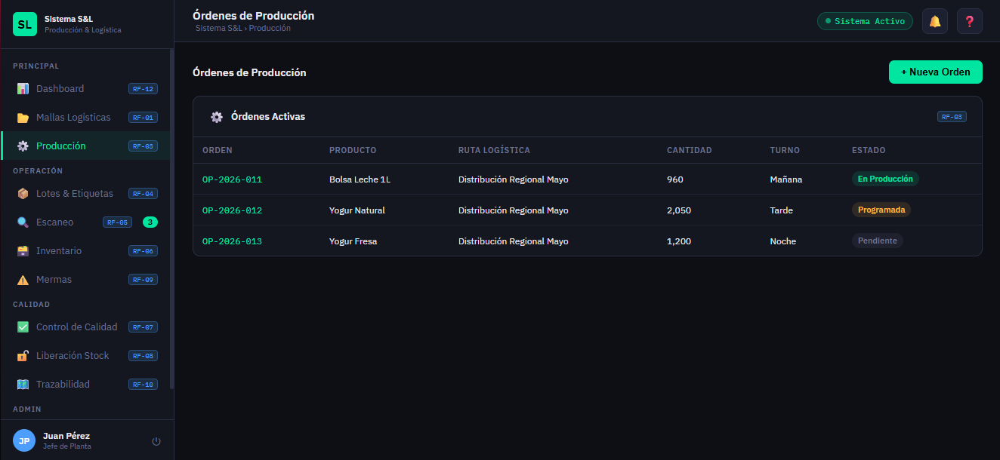 SL
Sistema S&L
Producción & Logística
PRINCIPAL
Dashboard RF-12
Mallas Logísticas RF-01
Producción RF-03
OPERACIÓN
Lotes & Etiquetas RF-04
Escaneo RF-05 3
Inventario RF-06
Mermas RF-09
CALIDAD
Control de Calidad RF-07
Liberación Stock RF-08
Trazabilidad RF-10
ADMIN
JP
Juan Pérez
Jefe de Planta
Órdenes de Producción
Sistema S&L › Producción
Sistema Activo
Órdenes de Producción
+ Nueva Orden
Órdenes Activas RF-03
ORDEN PRODUCTO RUTA LOGÍSTICA CANTIDAD TURNO ESTADO
OP-2026-011 Bolsa Leche 1L Distribución Regional Mayo 960 Mañana En Producción
OP-2026-012 Yogur Natural Distribución Regional Mayo 2,050 Tarde Programada
OP-2026-013 Yogur Fresa Distribución Regional Mayo 1,200 Noche Pendiente